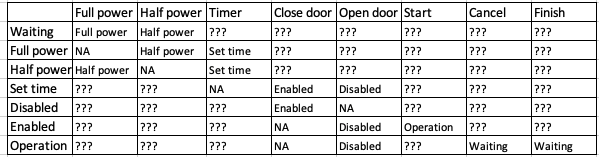 Full power Half power Timer Close door Open door Start Cancel Finish
Waiting Full power Half power ??? ??? ??? ??? ??? ???
Full power NA Half power Set time ??? ??? ??? ??? ???
Half power Half power NA Set time ??? ??? ??? ??? ???
Set time ??? ??? NA Enabled Disabled ??? ??? ???
Disabled ??? ??? ??? Enabled NA ??? ??? ???
Enabled ??? ??? ??? NA Disabled Operation ??? ???
Operation ??? ??? ??? NA Disabled ??? Waiting Waiting